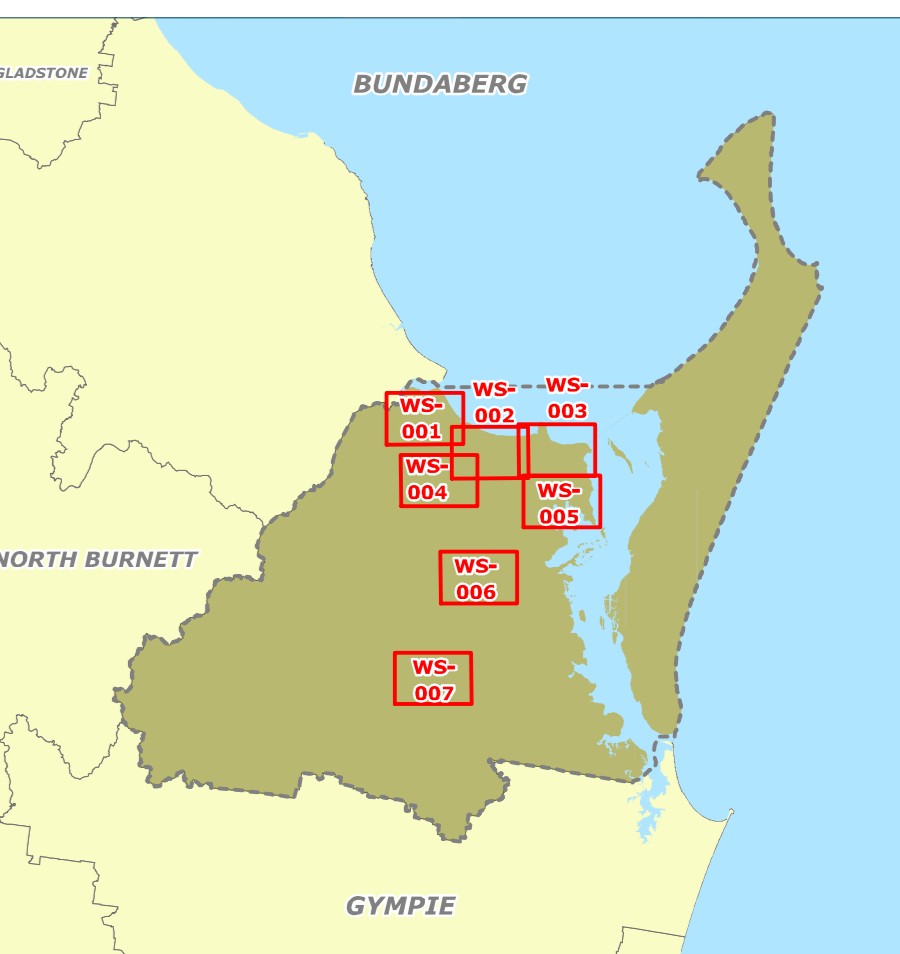 GLADSTONE
BUNDABERG
WS-
002
WS-
003
WS-
001
WS-
004
WS-
005
NORTH BURNETT
WS-
006
WS-
007
GYMPIE